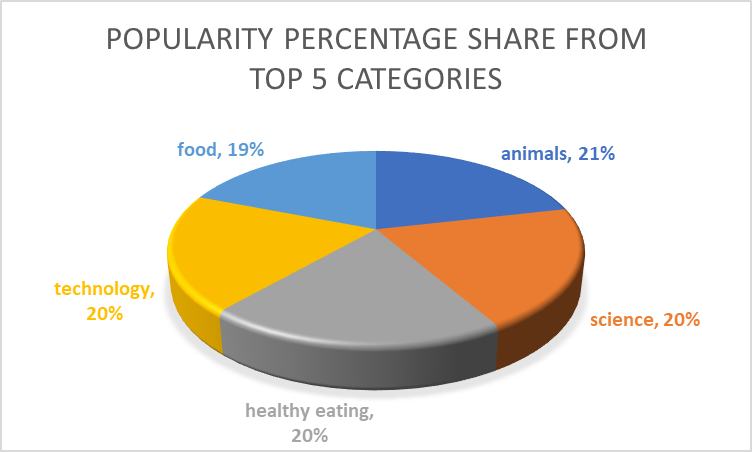 POPULARITY PERCENTAGE SHARE FROM
TOP 5 CATEGORIES
food, 19%
animals, 21%
technology,
20%
science, 20%
healthy eating,
20%